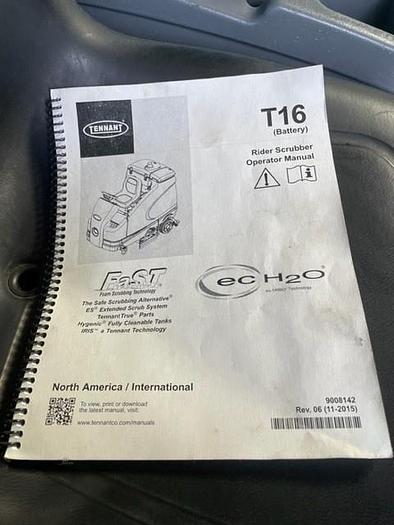 TENNANT
T16
(Battery)
Rider Scrubber
Operator Manual
FaST
Foam Scrubbing Technology
ec H2O
The Safe Scrubbing Alternative®
ES® Extended Scrub System
TennantTrue® Parts
Hygenic® Fully Cleanable Tanks
IRIS™ a Tennant Technology
North America / International
To view, print or download
the latest manual, visit:
www.tennantco.com/manuals
9008142
Rev. 06 (11-2015)